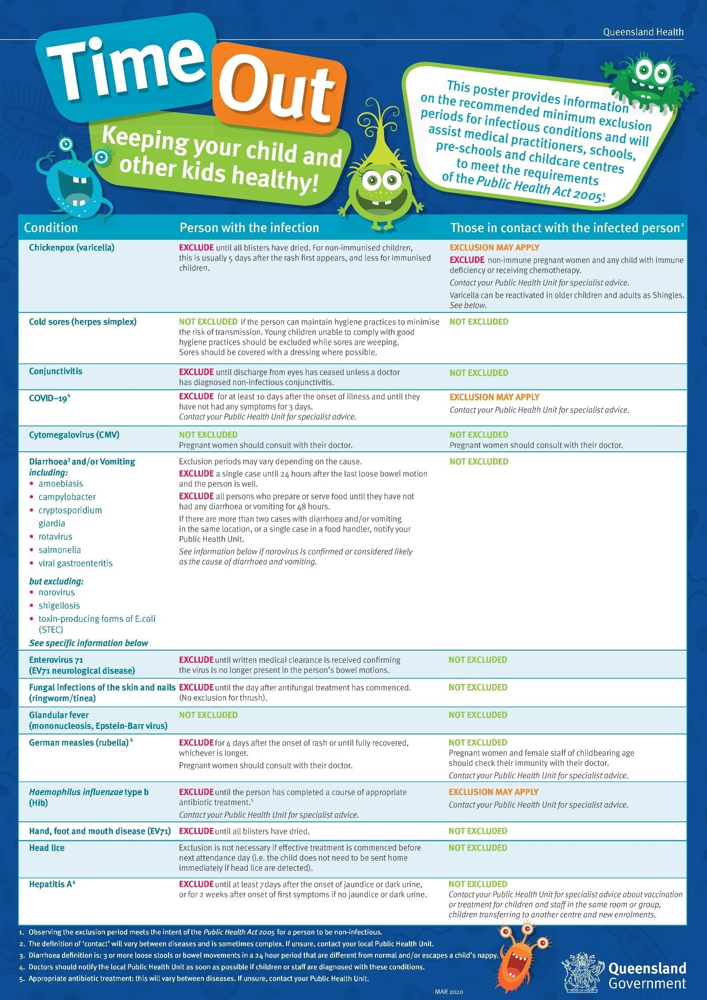 Queensland Health
Time Out
Keeping your child and
other kids healthy!
This poster provides information
on the recommended minimum exclusion
periods for infectious conditions and will
assist medical practitioners, schools,
pre-schools and childcare centres
to meet the requirements
of the Public Health Act 2005.¹
Condition
Person with the infection
Those in contact with the infected person²
Chickenpox (varicella)
EXCLUDE until all blisters have dried. For non-immunised children,
this is usually 5 days after the rash first appears, and less for immunised
children.
EXCLUSION MAY APPLY
EXCLUDE non-immune pregnant women and any child with immune
deficiency or receiving chemotherapy.
Contact your Public Health Unit for specialist advice.
Varicella can be reactivated in older children and adults as Shingles.
See below.
Cold sores (herpes simplex)
NOT EXCLUDED if the person can maintain hygiene practices to minimise
the risk of transmission. Young children unable to comply with good
hygiene practices should be excluded while sores are weeping.
Sores should be covered with a dressing where possible.
NOT EXCLUDED
Conjunctivitis
EXCLUDE until discharge from eyes has ceased unless a doctor
has diagnosed non-infectious conjunctivitis.
NOT EXCLUDED
COVID–19⁴
EXCLUDE for at least 10 days after the onset of illness and until they
have not had any symptoms for 3 days.
Contact your Public Health Unit for specialist advice.
EXCLUSION MAY APPLY
Contact your Public Health Unit for specialist advice.
Cytomegalovirus (CMV)
NOT EXCLUDED
Pregnant women should consult with their doctor.
NOT EXCLUDED
Pregnant women should consult with their doctor.
Diarrhoea³ and/or Vomiting
including:
• amoebiasis
• campylobacter
• cryptosporidium
giardia
• rotavirus
• salmonella
• viral gastroenteritis
but excluding:
• norovirus
• shigellosis
• toxin-producing forms of E.coli
(STEC)
See specific information below
Exclusion periods may vary depending on the cause.
EXCLUDE a single case until 24 hours after the last loose bowel motion
and the person is well.
EXCLUDE all persons who prepare or serve food until they have not
had any diarrhoea or vomiting for 48 hours.
If there are more than two cases with diarrhoea and/or vomiting
in the same location, or a single case in a food handler, notify your
Public Health Unit.
See information below if norovirus is confirmed or considered likely
as the cause of diarrhoea and vomiting.
NOT EXCLUDED
Enterovirus 71
(EV71 neurological disease)
EXCLUDE until written medical clearance is received confirming
the virus is no longer present in the person's bowel motions.
NOT EXCLUDED
Fungal infections of the skin and nails
(ringworm/tinea)
EXCLUDE until the day after antifungal treatment has commenced.
(No exclusion for thrush).
NOT EXCLUDED
Glandular fever
(mononucleosis, Epstein-Barr virus)
NOT EXCLUDED
NOT EXCLUDED
German measles (rubella)⁴
EXCLUDE for 4 days after the onset of rash or until fully recovered,
whichever is longer.
Pregnant women should consult with their doctor.
NOT EXCLUDED
Pregnant women and female staff of childbearing age
should check their immunity with their doctor.
Contact your Public Health Unit for specialist advice.
Haemophilus influenzae type b
(Hib)
EXCLUDE until the person has completed a course of appropriate
antibiotic treatment.⁵
Contact your Public Health Unit for specialist advice.
EXCLUSION MAY APPLY
Contact your Public Health Unit for specialist advice.
Hand, foot and mouth disease (EV71)
EXCLUDE until all blisters have dried.
NOT EXCLUDED
Head lice
Exclusion is not necessary if effective treatment is commenced before
next attendance day (i.e. the child does not need to be sent home
immediately if head lice are detected).
NOT EXCLUDED
Hepatitis A⁴
EXCLUDE until at least 7 days after the onset of jaundice or dark urine,
or for 2 weeks after onset of first symptoms if no jaundice or dark urine.
NOT EXCLUDED
Contact your Public Health Unit for specialist advice about vaccination
or treatment for children and staff in the same room or group,
children transferring to another centre and new enrolments.
1. Observing the exclusion period meets the intent of the Public Health Act 2005 for a person to be non-infectious.
2. The definition of 'contact' will vary between diseases and is sometimes complex. If unsure, contact your local Public Health Unit.
3. Diarrhoea definition is: 3 or more loose stools or bowel movements in a 24 hour period that are different from normal and/or escapes a child's nappy.
4. Doctors should notify the local Public Health Unit as soon as possible if children or staff are diagnosed with these conditions.
5. Appropriate antibiotic treatment: this will vary between diseases. If unsure, contact your Public Health Unit.
MAR 2020
Queensland
Government